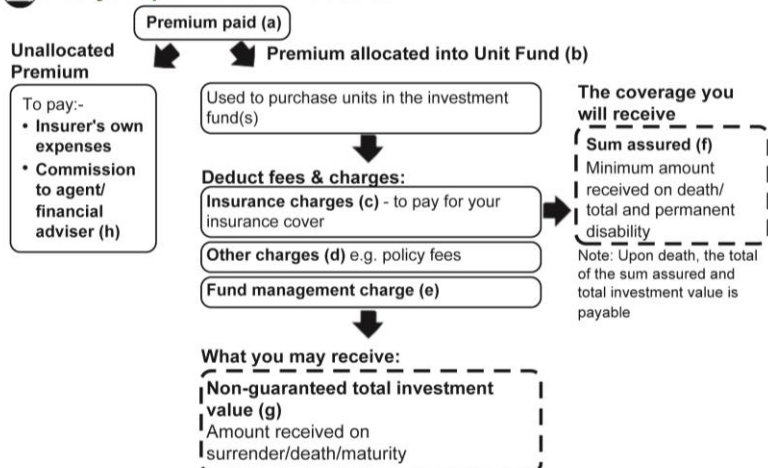 Premium paid (a)
Unallocated
Premium
Premium allocated into Unit Fund (b)
To pay:-
• Insurer's own
expenses
• Commission
to agent/
financial
adviser (h)
Used to purchase units in the investment
fund(s)
Deduct fees & charges:
Insurance charges (c) - to pay for your
insurance cover
Other charges (d) e.g. policy fees
Fund management charge (e)
The coverage you
will receive
Sum assured (f)
Minimum amount
received on death/
total and permanent
disability
Note: Upon death, the total
of the sum assured and
total investment value is
payable
What you may receive:
Non-guaranteed total investment
value (g)
Amount received on
surrender/death/maturity